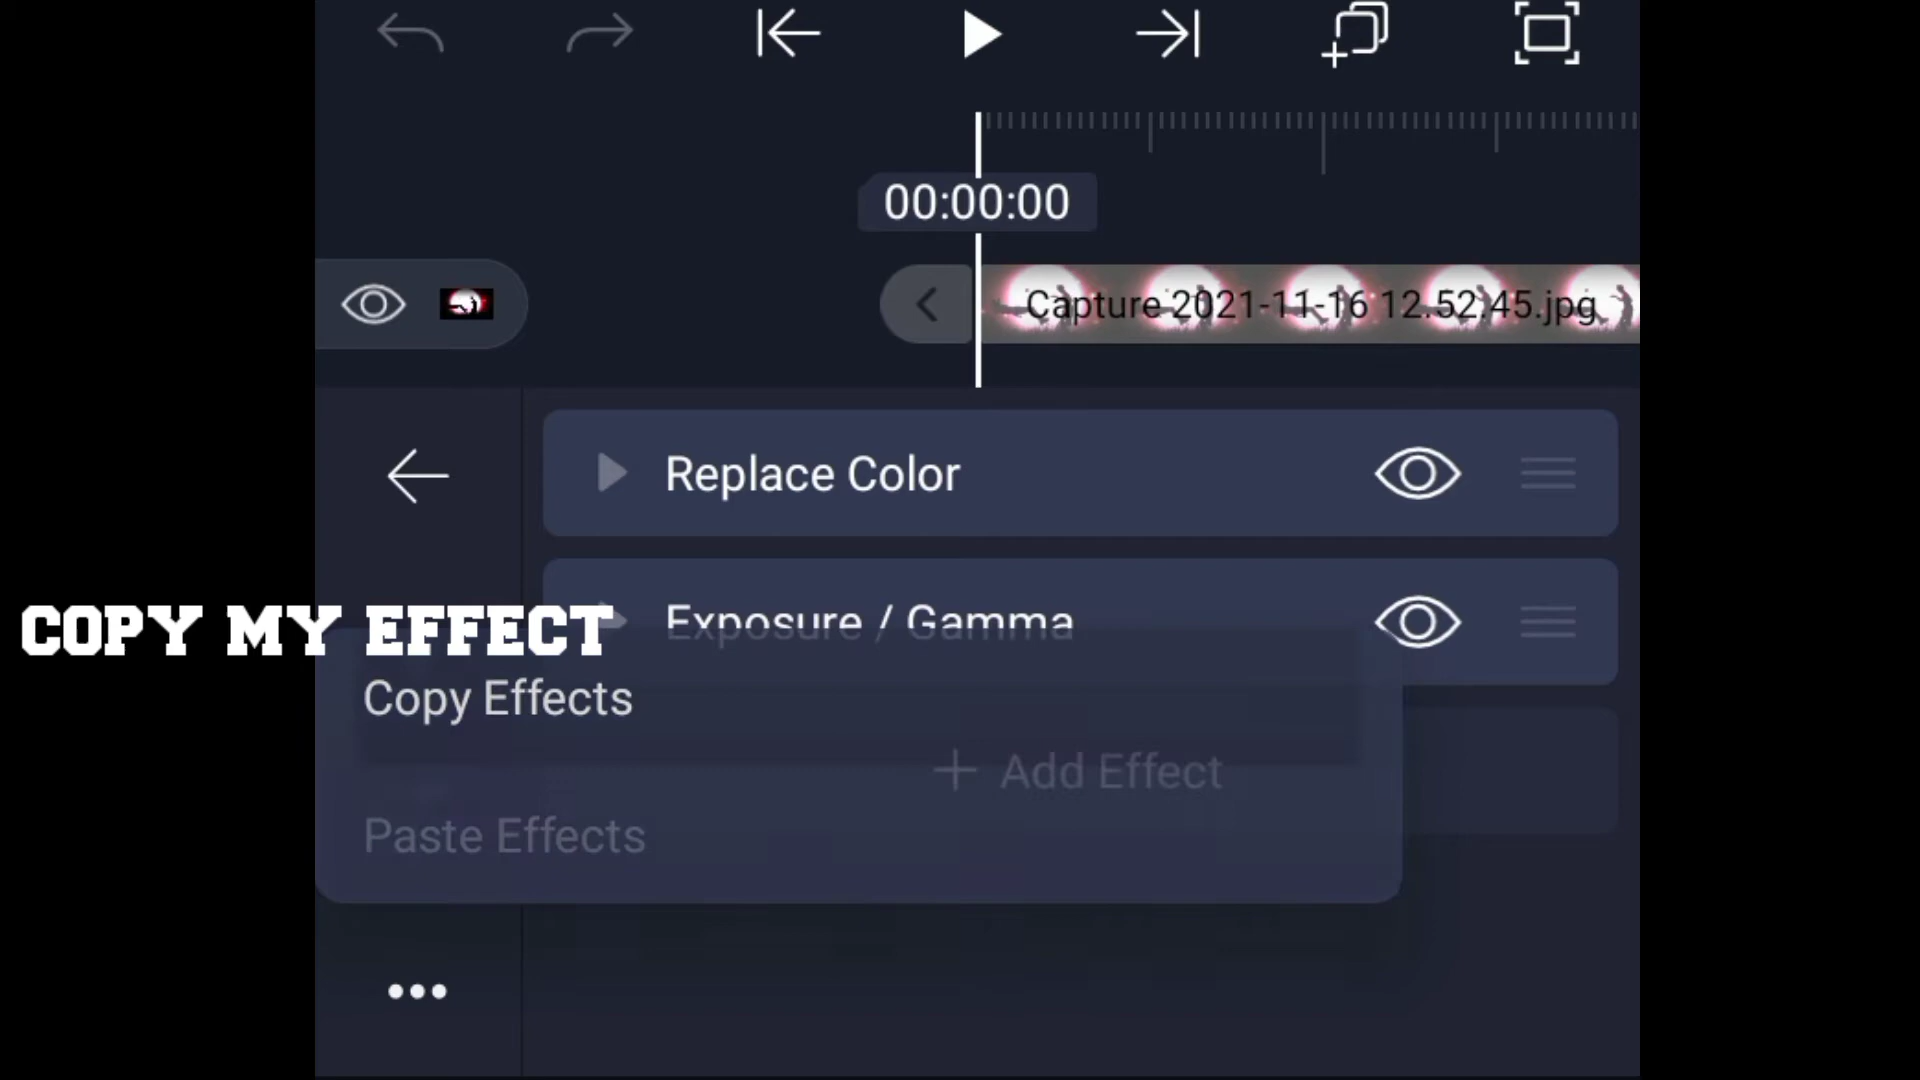 00:00:00
Capture 2021-11-16 12.52.45.jpg
Replace Color
Exposure / Gamma
COPY MY EFFECT
Copy Effects
Add Effect
Paste Effects